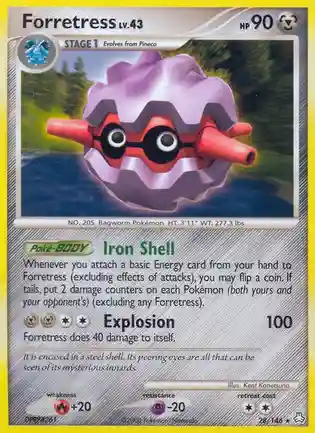 Forretress LV.43
HP 90
STAGE 1 Evolves from Pineco
NO. 205 Bagworm Pokémon HT: 3'11" WT: 277.3 lbs
Poké-BODY Iron Shell
Whenever you attach a basic Energy card from your hand to
Forretress (excluding effects of attacks), you may flip a coin. If
tails, put 2 damage counters on each Pokémon (both yours and
your opponent's) (excluding any Forretress).
Explosion 100
Forretress does 40 damage to itself.
It is encased in a steel shell. Its peering eyes are all that can be
seen of its mysterious innards.
Illus. Kent Kanetsuna
weakness resistance retreat cost
+20 -20
©2008 Pokémon
28/146 ★